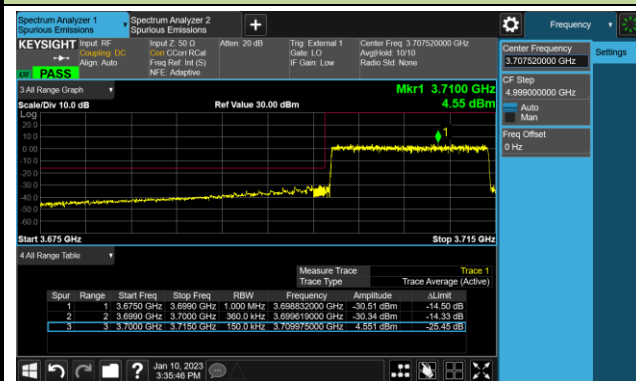 Spectrum Analyzer 1
Spurious Emissions
Spectrum Analyzer 2
Spurious Emissions
+
Frequency
KEYSIGHT
Input: RF
Coupling: DC
Align: Auto
Input Z: 50 Ω
Corr CCorr RCal
Freq Ref: Int (S)
NFE: Adaptive
Atten: 20 dB
Trig: External 1
Gate: LO
IF Gain: Low
Center Freq: 3.707520000 GHz
Avg|Hold: 10/10
Radio Std: None
PASS
Center Frequency
3.707520000 GHz
Settings
CF Step
4.999000000 GHz
Auto
Man
Freq Offset
0 Hz
3 All Range Graph
Mkr1 3.7100 GHz
Scale/Div 10.0 dB
Ref Value 30.00 dBm
4.55 dBm
Log
20.0
10.0
0.00
-10.0
-20.0
-30.0
-40.0
-50.0
-60.0
1
Start 3.675 GHz
Stop 3.715 GHz
4 All Range Table
Measure Trace Trace 1
Trace Type Trace Average (Active)
Spur Range Start Freq Stop Freq RBW Frequency Amplitude ΔLimit
1 1 3.6750 GHz 3.6990 GHz 1.000 MHz 3.698832000 GHz -30.51 dBm -14.50 dB
2 2 3.6990 GHz 3.7000 GHz 360.0 kHz 3.699619000 GHz -30.34 dBm -14.33 dB
3 3 3.7000 GHz 3.7150 GHz 150.0 kHz 3.709975000 GHz 4.551 dBm -25.45 dB
?
Jan 10, 2023
3:35:46 PM